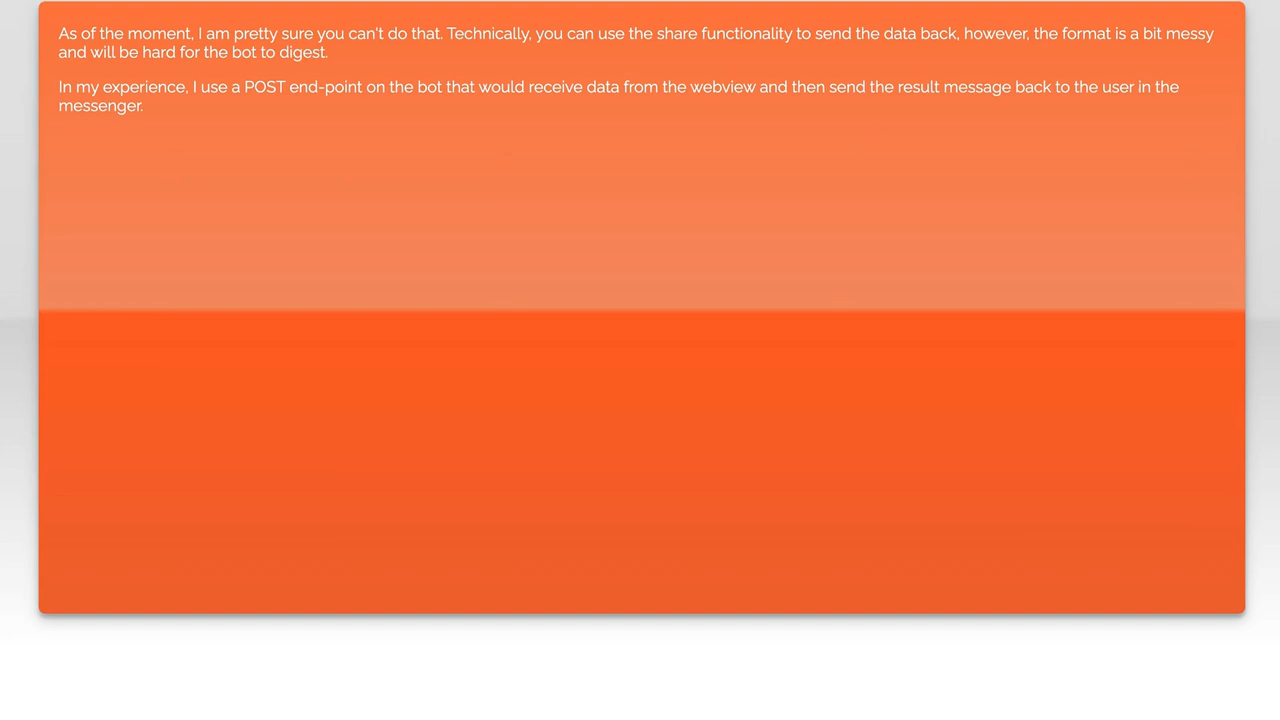 As of the moment, I am pretty sure you can't do that. Technically, you can use the share functionality to send the data back, however, the format is a bit messy
and will be hard for the bot to digest.
In my experience, I use a POST end-point on the bot that would receive data from the webview and then send the result message back to the user in the
messenger.